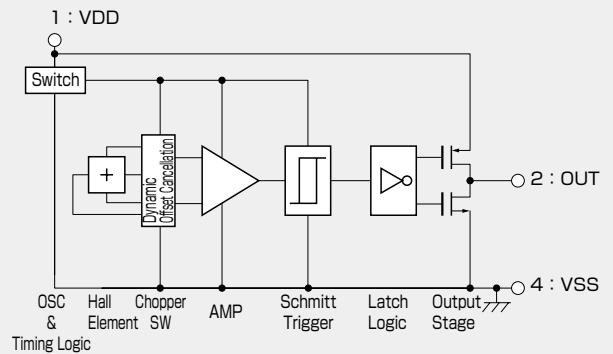 1 : VDD
Switch
Dynamic
Offset Cancellation
+
2 : OUT
4 : VSS
OSC
&
Timing Logic
Hall
Element
Chopper
SW
AMP
Schmitt
Trigger
Latch
Logic
Output
Stage